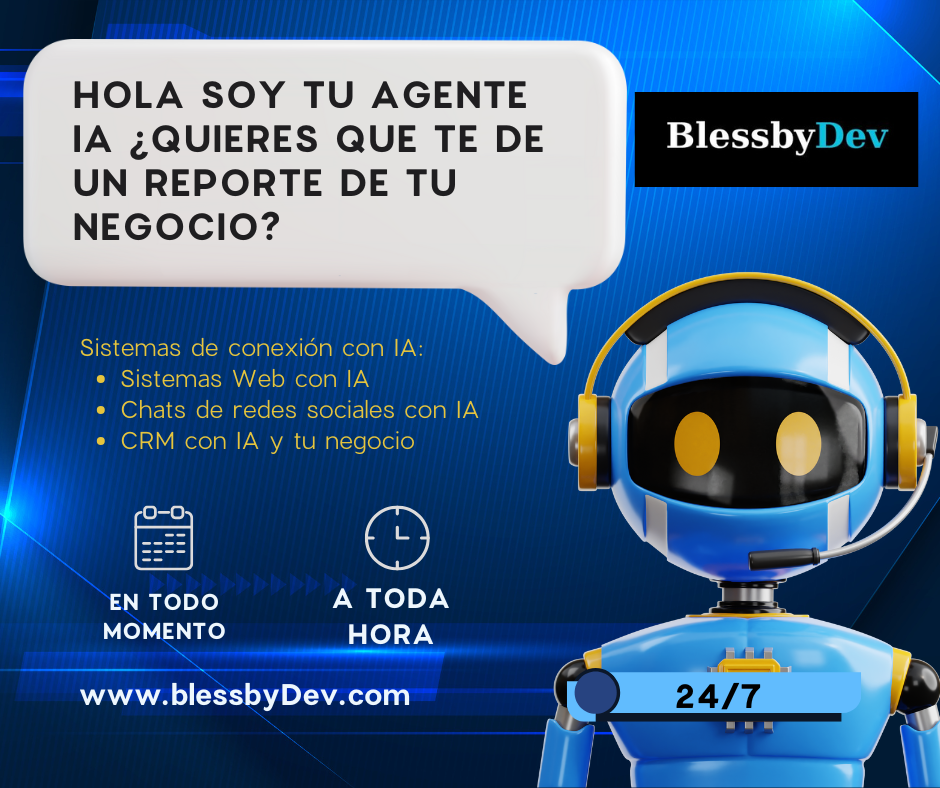 HOLA SOY TU AGENTE
IA ¿QUIERES QUE TE DE
UN REPORTE DE TU
NEGOCIO?
BlessbyDev
Sistemas de conexión con IA:
• Sistemas Web con IA
• Chats de redes sociales con IA
• CRM con IA y tu negocio
EN TODO
MOMENTO
A TODA
HORA
www.blessbyDev.com
24/7